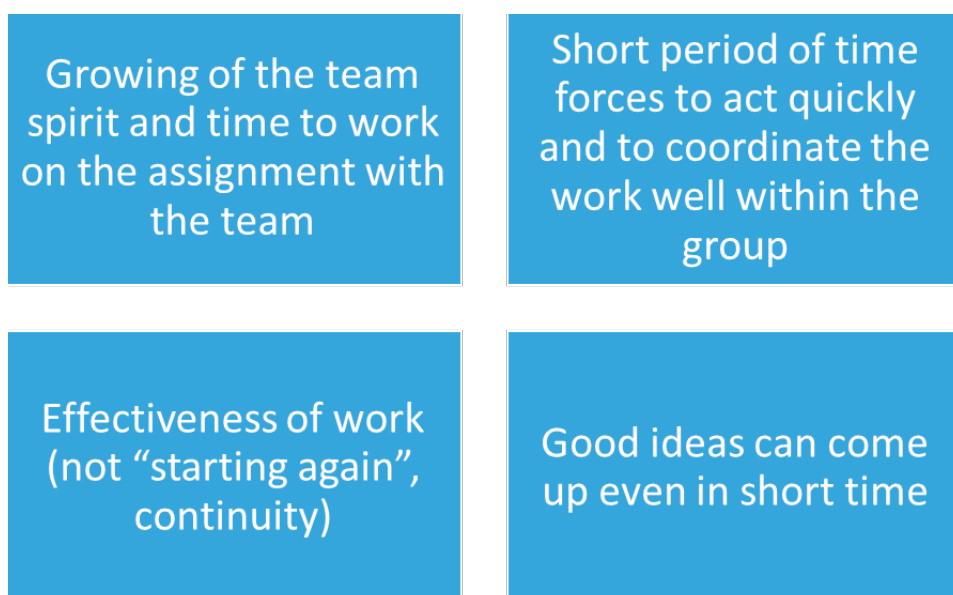 Growing of the team
spirit and time to work
on the assignment with
the team
Short period of time
forces to act quickly
and to coordinate the
work well within the
group
Effectiveness of work
(not “starting again”,
continuity)
Good ideas can come
up even in short time